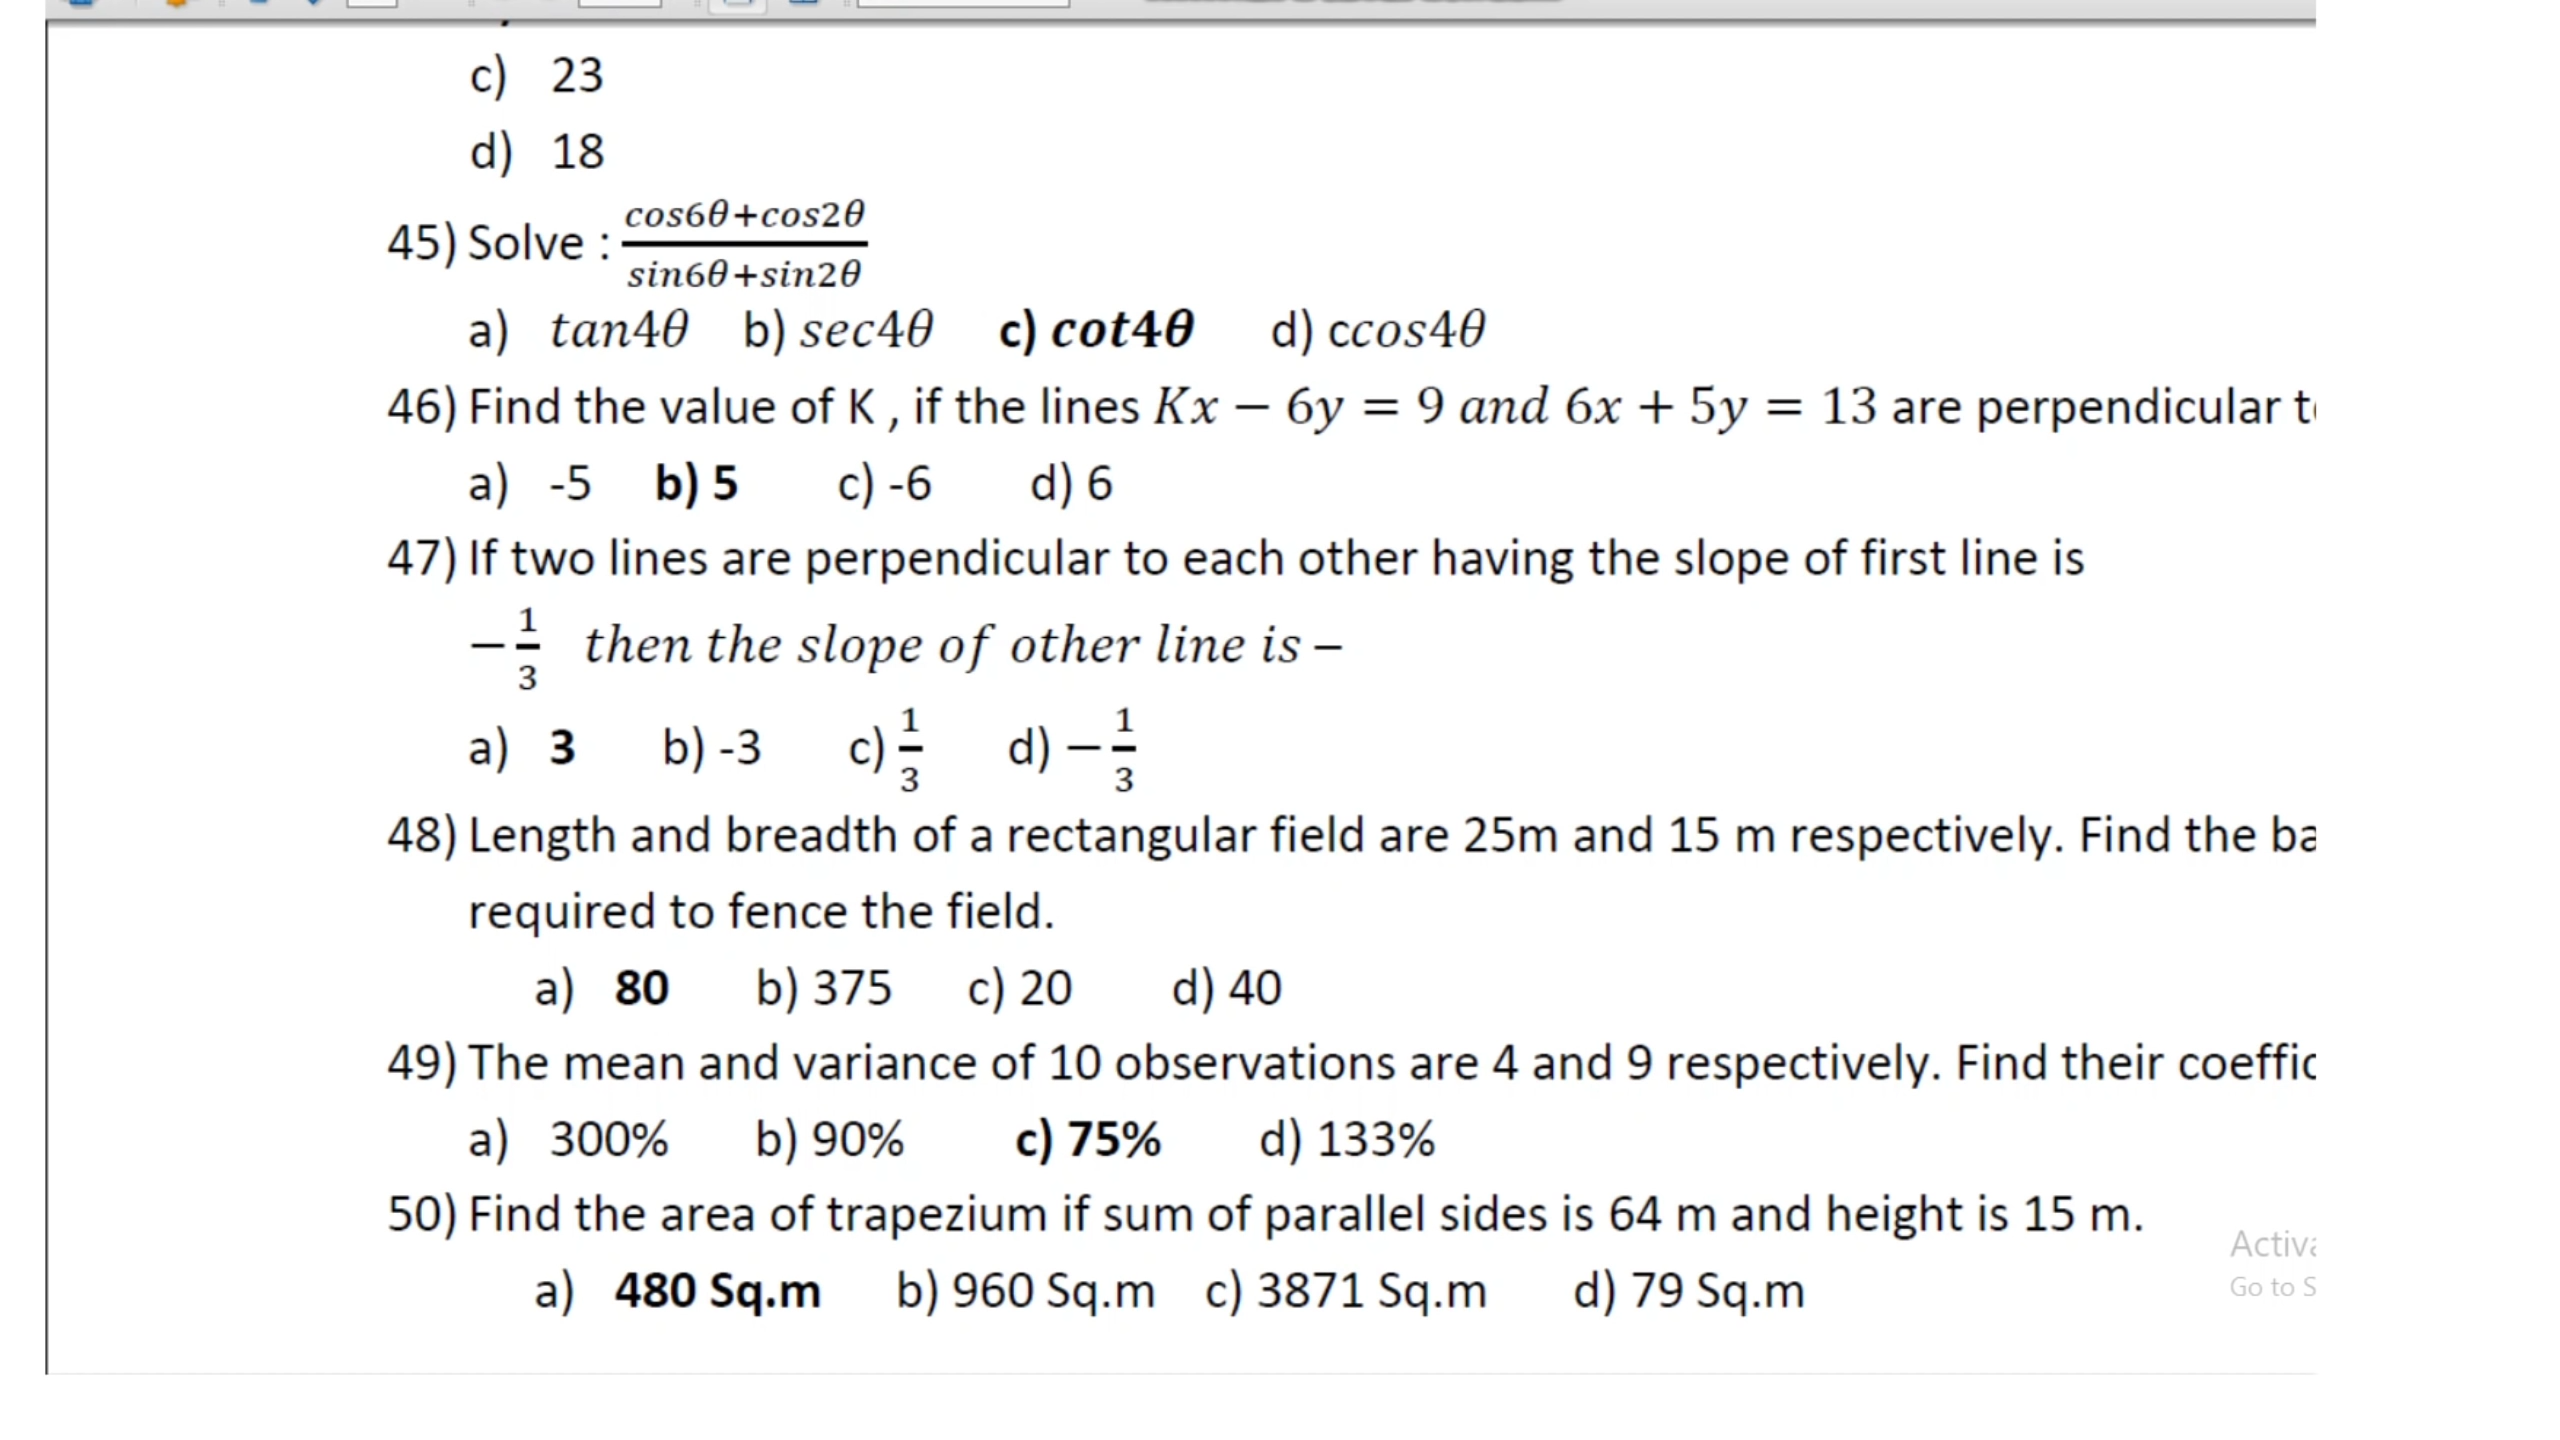 c) 23
d) 18
45) Solve : cos6θ+cos2θ / sin6θ+sin2θ
a) tan4θ b) sec4θ c) cot4θ d) ccos4θ
46) Find the value of K , if the lines Kx − 6y = 9 and 6x + 5y = 13 are perpendicular
a) -5 b) 5 c) -6 d) 6
47) If two lines are perpendicular to each other having the slope of first line is
− 1/3 then the slope of other line is –
a) 3 b) -3 c) 1/3 d) − 1/3
48) Length and breadth of a rectangular field are 25m and 15 m respectively. Find the
required to fence the field.
a) 80 b) 375 c) 20 d) 40
49) The mean and variance of 10 observations are 4 and 9 respectively. Find their
a) 300% b) 90% c) 75% d) 133%
50) Find the area of trapezium if sum of parallel sides is 64 m and height is 15 m.
a) 480 Sq.m b) 960 Sq.m c) 3871 Sq.m d) 79 Sq.m
Go to